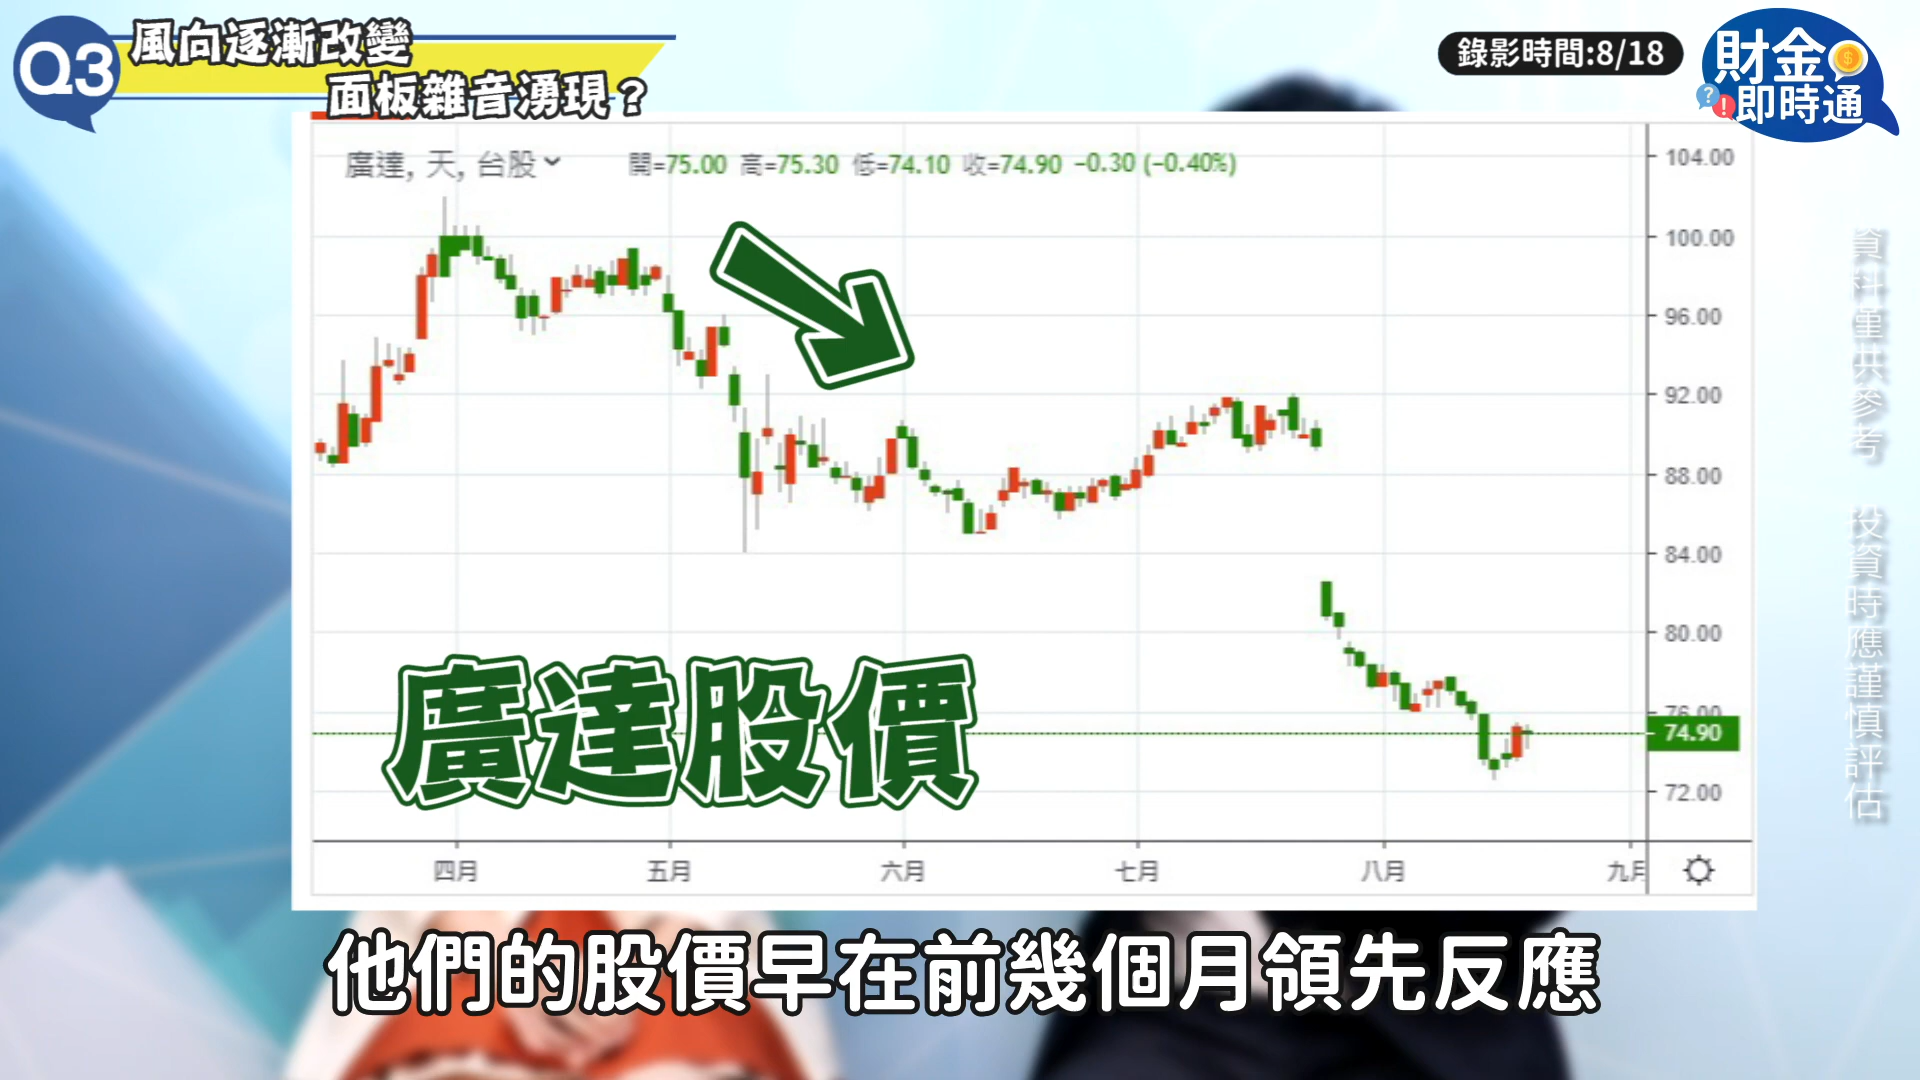 Q3
風向逐漸改變
面板雜音湧現？
錄影時間:8/18
財金
即時通
廣達, 天, 台股
開=75.00 高=75.30 低=74.10 收=74.90 −0.30 (−0.40%)
104.00
100.00
96.00
92.00
88.00
84.00
80.00
76.00
74.90
72.00
廣達股價
四月
五月
六月
七月
八月
九月
資料僅共參考 投資時應謹慎評估
他們的股價早在前幾個月領先反應